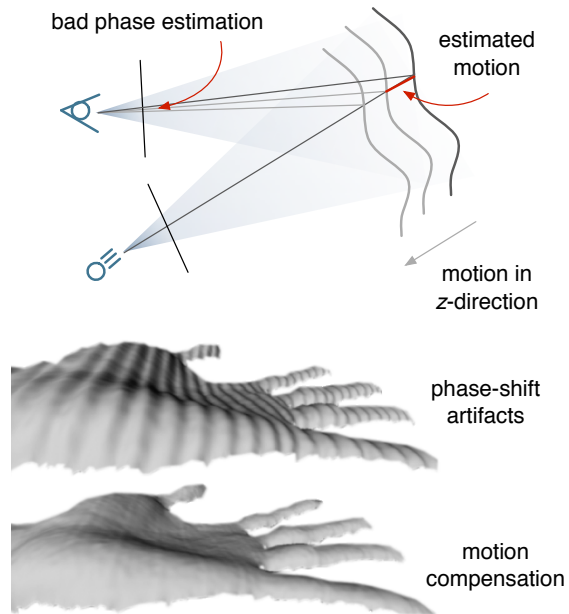 bad phase estimation
estimated
motion
motion in
z-direction
phase-shift
artifacts
motion
compensation